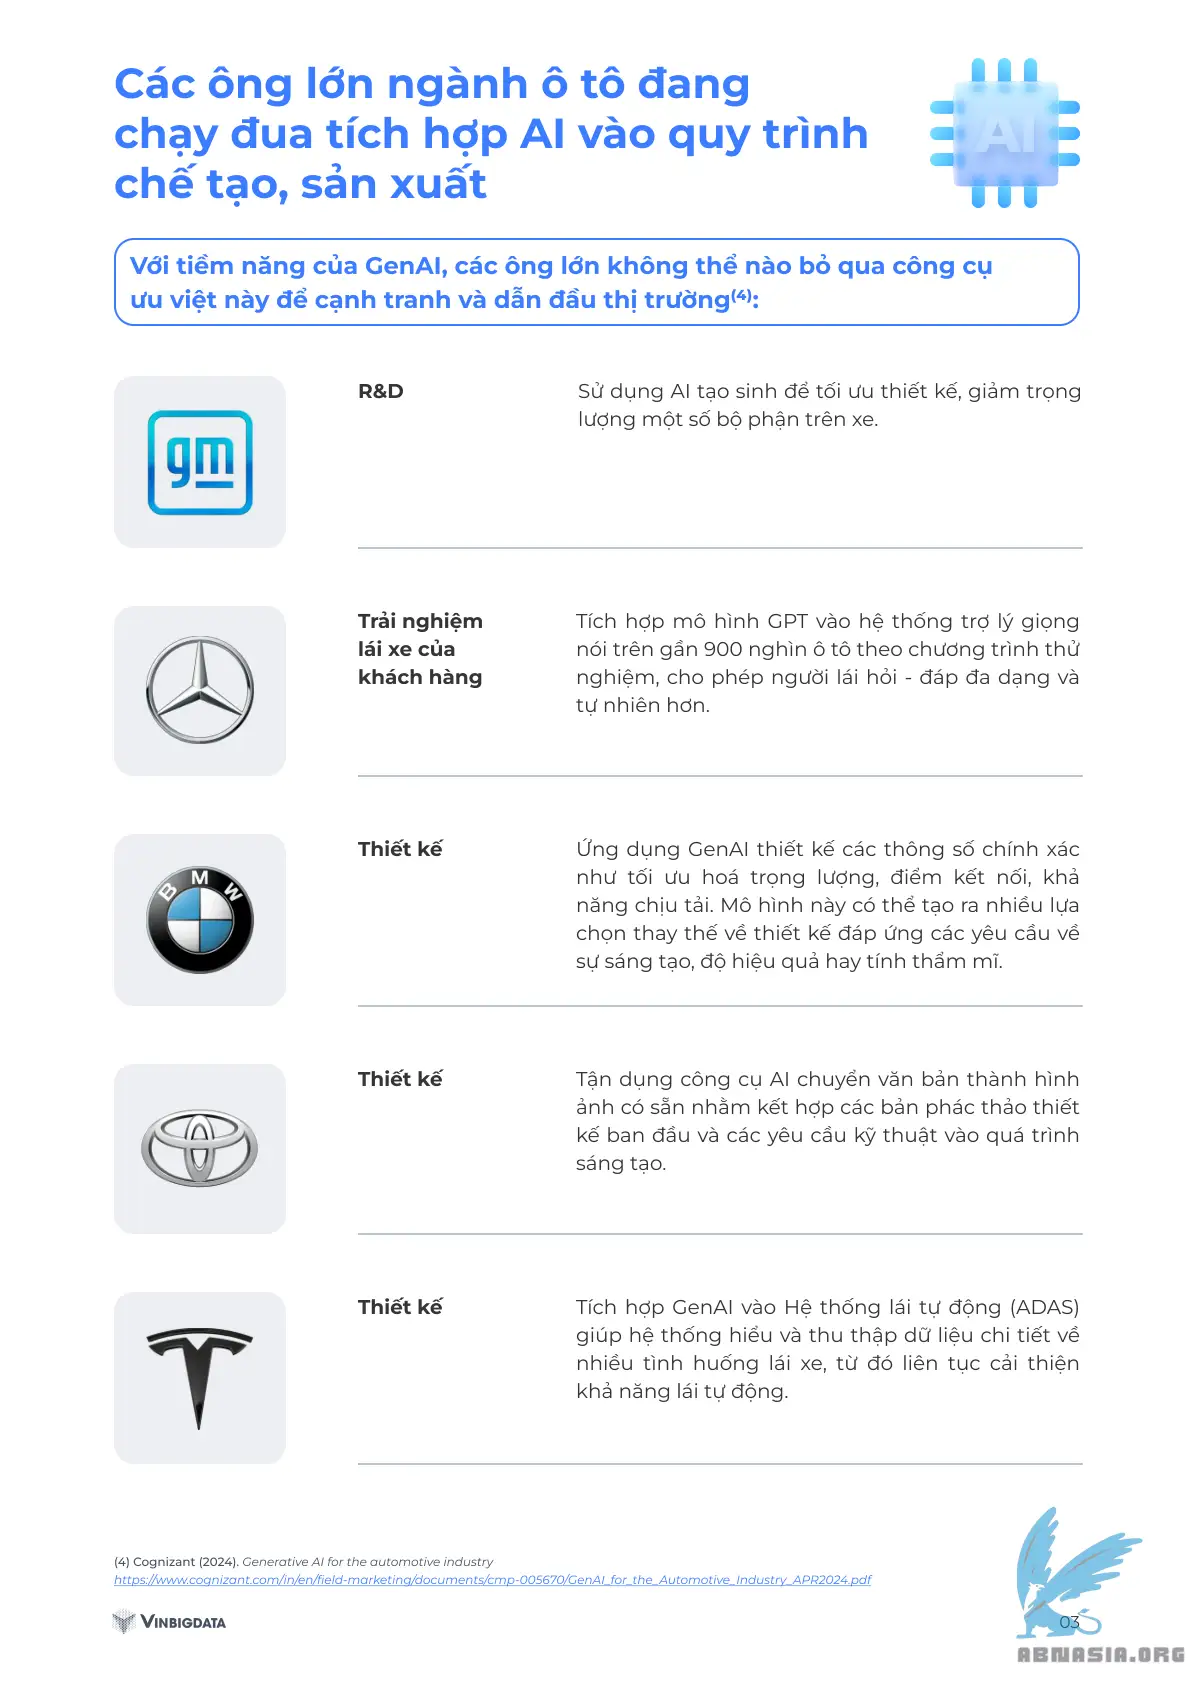 Các ông lớn ngành ô tô đang
chạy đua tích hợp AI vào quy trình
chế tạo, sản xuất
AI
Với tiềm năng của GenAI, các ông lớn không thể nào bỏ qua công cụ
ưu việt này để cạnh tranh và dẫn đầu thị trường(4):
gm
R&D
Sử dụng AI tạo sinh để tối ưu thiết kế, giảm trọng
lượng một số bộ phận trên xe.
Trải nghiệm
lái xe của
khách hàng
Tích hợp mô hình GPT vào hệ thống trợ lý giọng
nói trên gần 900 nghìn ô tô theo chương trình thử
nghiệm, cho phép người lái hỏi - đáp đa dạng và
tự nhiên hơn.
BMW
Thiết kế
Ứng dụng GenAI thiết kế các thông số chính xác
như tối ưu hoá trọng lượng, điểm kết nối, khả
năng chịu tải. Mô hình này có thể tạo ra nhiều lựa
chọn thay thế về thiết kế đáp ứng các yêu cầu về
sự sáng tạo, độ hiệu quả hay tính thẩm mĩ.
Thiết kế
Tận dụng công cụ AI chuyển văn bản thành hình
ảnh có sẵn nhằm kết hợp các bản phác thảo thiết
kế ban đầu và các yêu cầu kỹ thuật vào quá trình
sáng tạo.
Thiết kế
Tích hợp GenAI vào Hệ thống lái tự động (ADAS)
giúp hệ thống hiểu và thu thập dữ liệu chi tiết về
nhiều tình huống lái xe, từ đó liên tục cải thiện
khả năng lái tự động.
(4) Cognizant (2024). Generative AI for the automotive industry
https://www.cognizant.com/in/en/field-marketing/documents/cmp-005670/GenAI_for_the_Automotive_Industry_APR2024.pdf
VINBIGDATA
03
ABNASIA.ORG